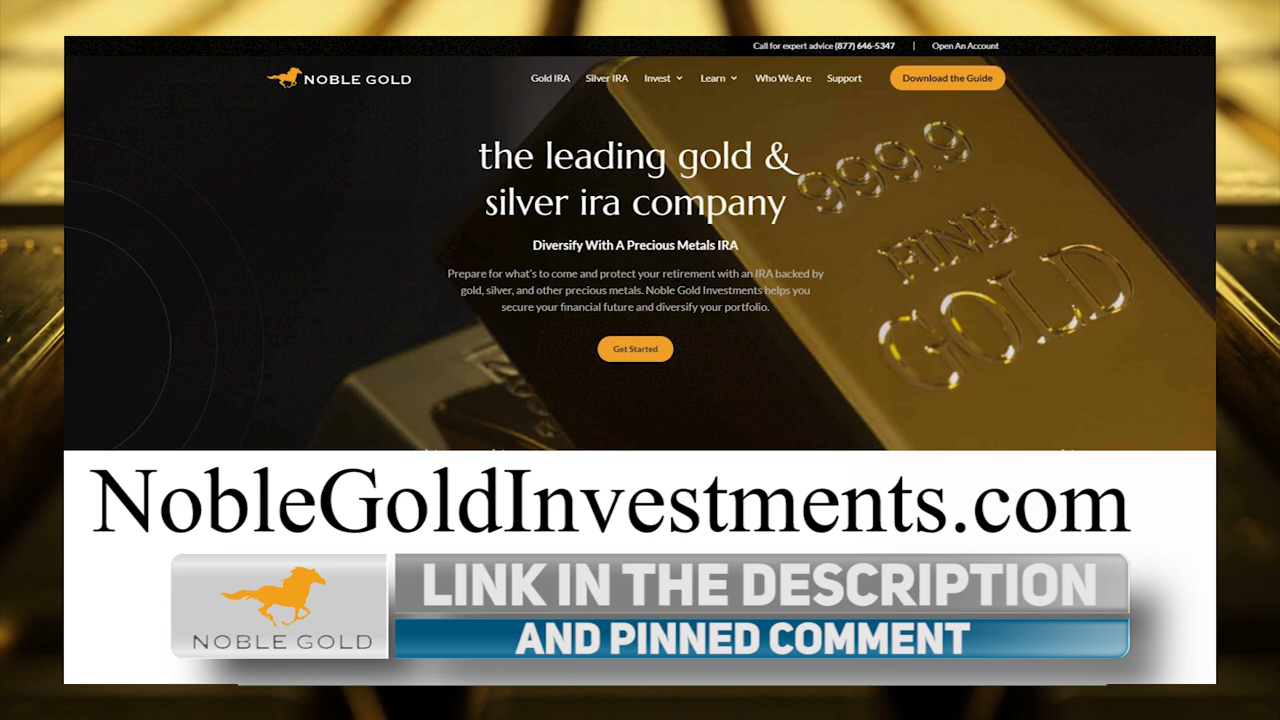 Call for expert advice (877) 646-5347 | Open An Account
NOBLE GOLD Gold IRA Silver IRA Invest Learn Who We Are Support Download the Guide
the leading gold &
silver ira company
Diversify With A Precious Metals IRA
Prepare for what's to come and protect your retirement with an IRA backed by
gold, silver, and other precious metals. Noble Gold Investments helps you
secure your financial future and diversify your portfolio.
Get Started
999.9
FINE
GOLD
NobleGoldInvestments.com
NOBLE GOLD
LINK IN THE DESCRIPTION
AND PINNED COMMENT